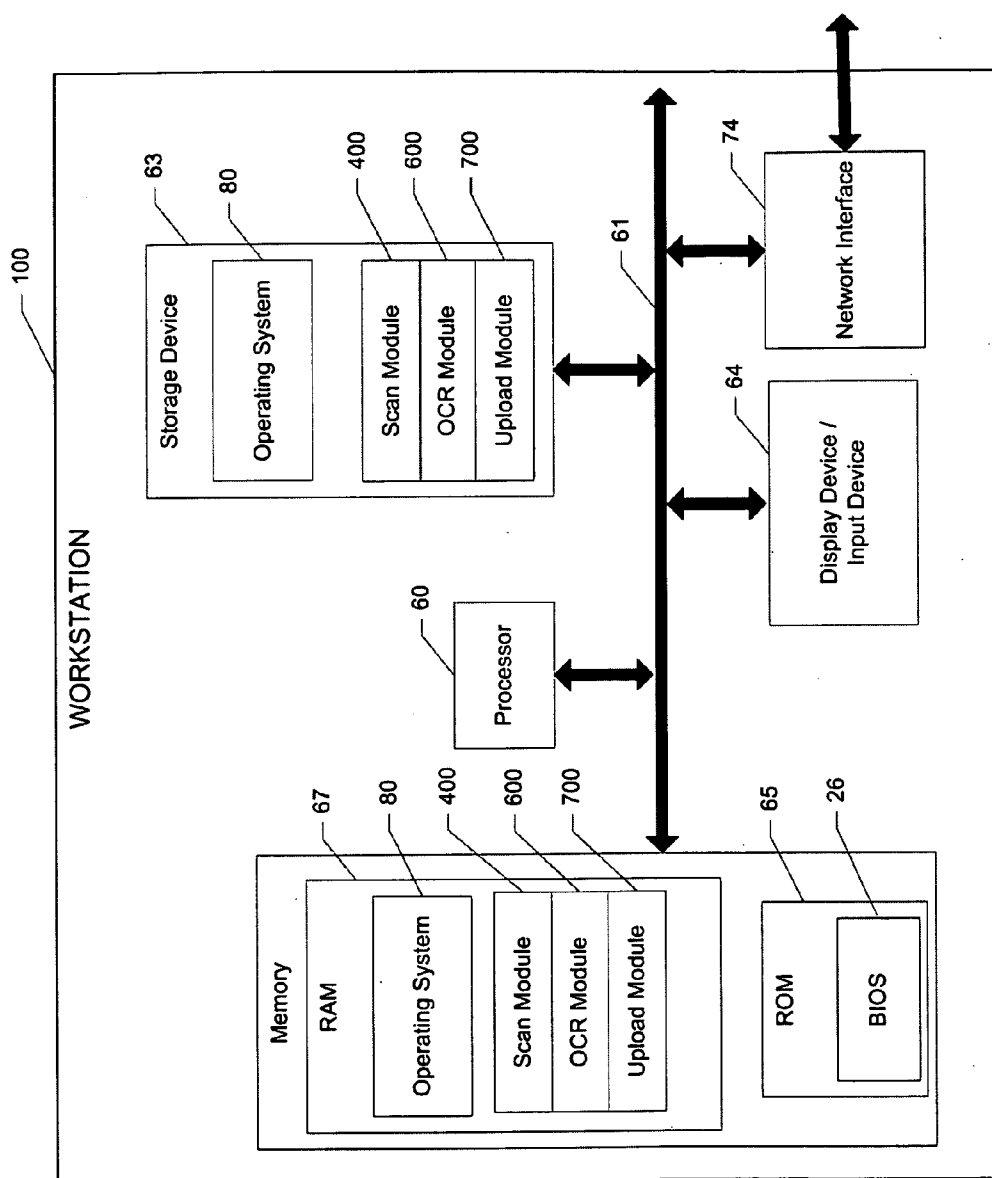 100
WORKSTATION
Memory
RAM
67
Operating System
80
Scan Module
400
OCR Module
600
Upload Module
700
ROM
65
BIOS
26
Processor
60
Storage Device
63
Operating System
80
Scan Module
400
OCR Module
600
Upload Module
700
61
Display Device /
Input Device
64
Network Interface
74